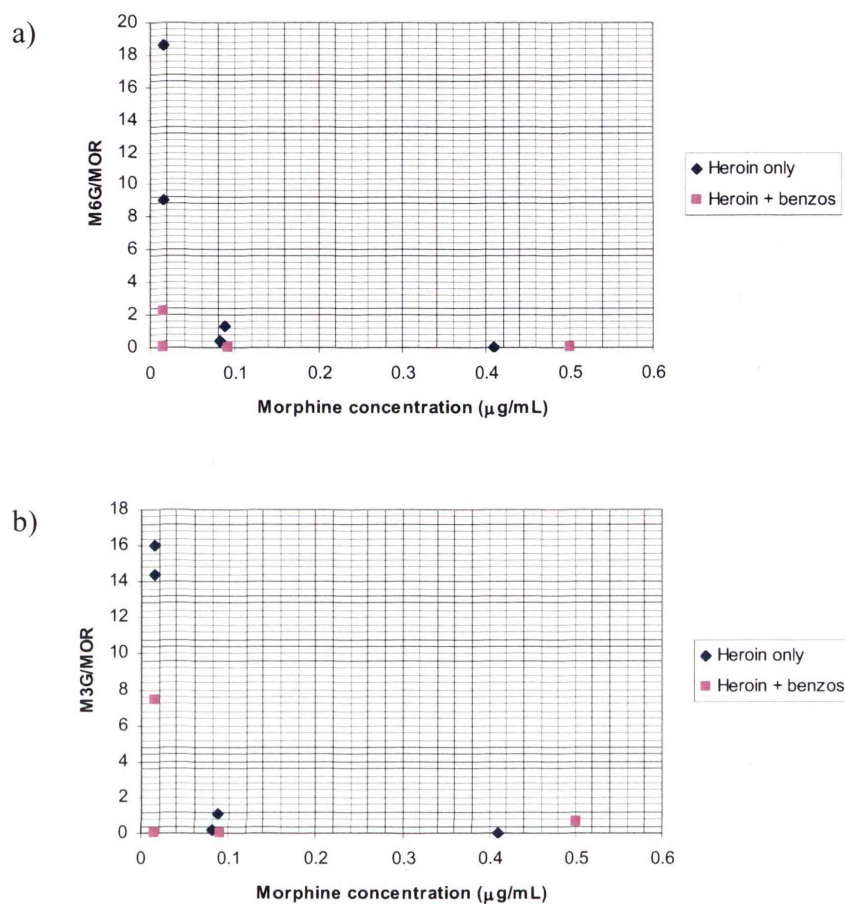 a)
20
18
16
14
12
10
8
6
4
2
0
M6G/MOR
0 0.1 0.2 0.3 0.4 0.5 0.6
Morphine concentration (µg/mL)
Heroin only
Heroin + benzos
b)
18
16
14
12
10
8
6
4
2
0
M3G/MOR
0 0.1 0.2 0.3 0.4 0.5 0.6
Morphine concentration (µg/mL)
Heroin only
Heroin + benzos